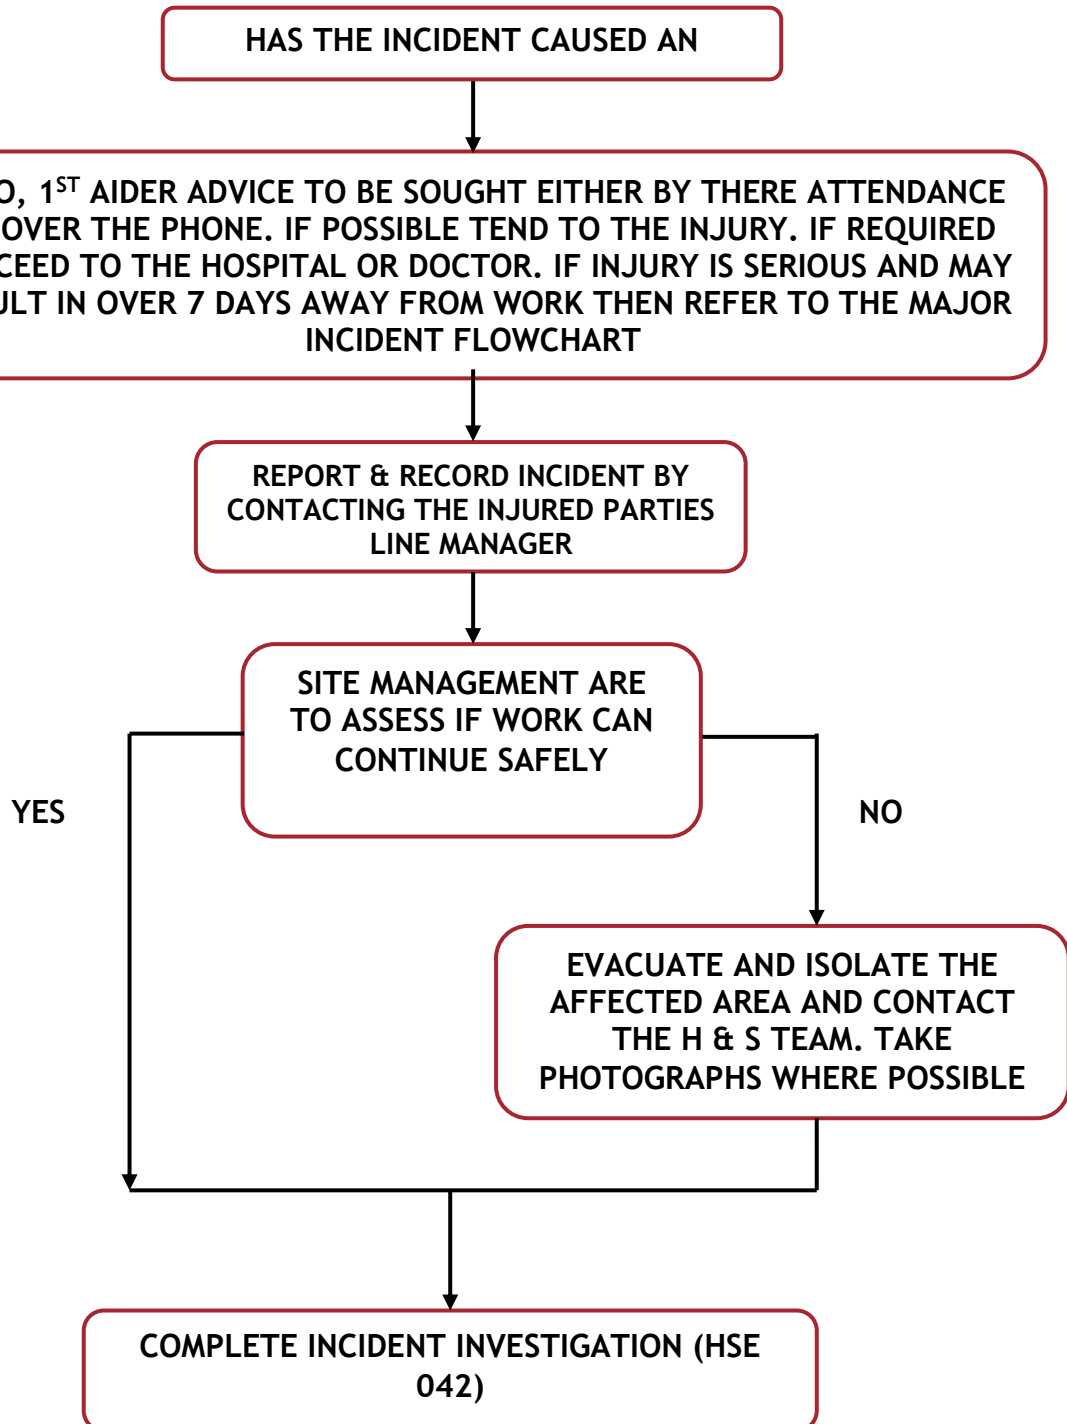 HAS THE INCIDENT CAUSED AN
O, 1ST AIDER ADVICE TO BE SOUGHT EITHER BY THERE ATTENDANCE
OVER THE PHONE. IF POSSIBLE TEND TO THE INJURY. IF REQUIRED
CEED TO THE HOSPITAL OR DOCTOR. IF INJURY IS SERIOUS AND MAY
ULT IN OVER 7 DAYS AWAY FROM WORK THEN REFER TO THE MAJOR
INCIDENT FLOWCHART
REPORT & RECORD INCIDENT BY
CONTACTING THE INJURED PARTIES
LINE MANAGER
SITE MANAGEMENT ARE
TO ASSESS IF WORK CAN
CONTINUE SAFELY
YES
NO
EVACUATE AND ISOLATE THE
AFFECTED AREA AND CONTACT
THE H & S TEAM. TAKE
PHOTOGRAPHS WHERE POSSIBLE
COMPLETE INCIDENT INVESTIGATION (HSE
042)